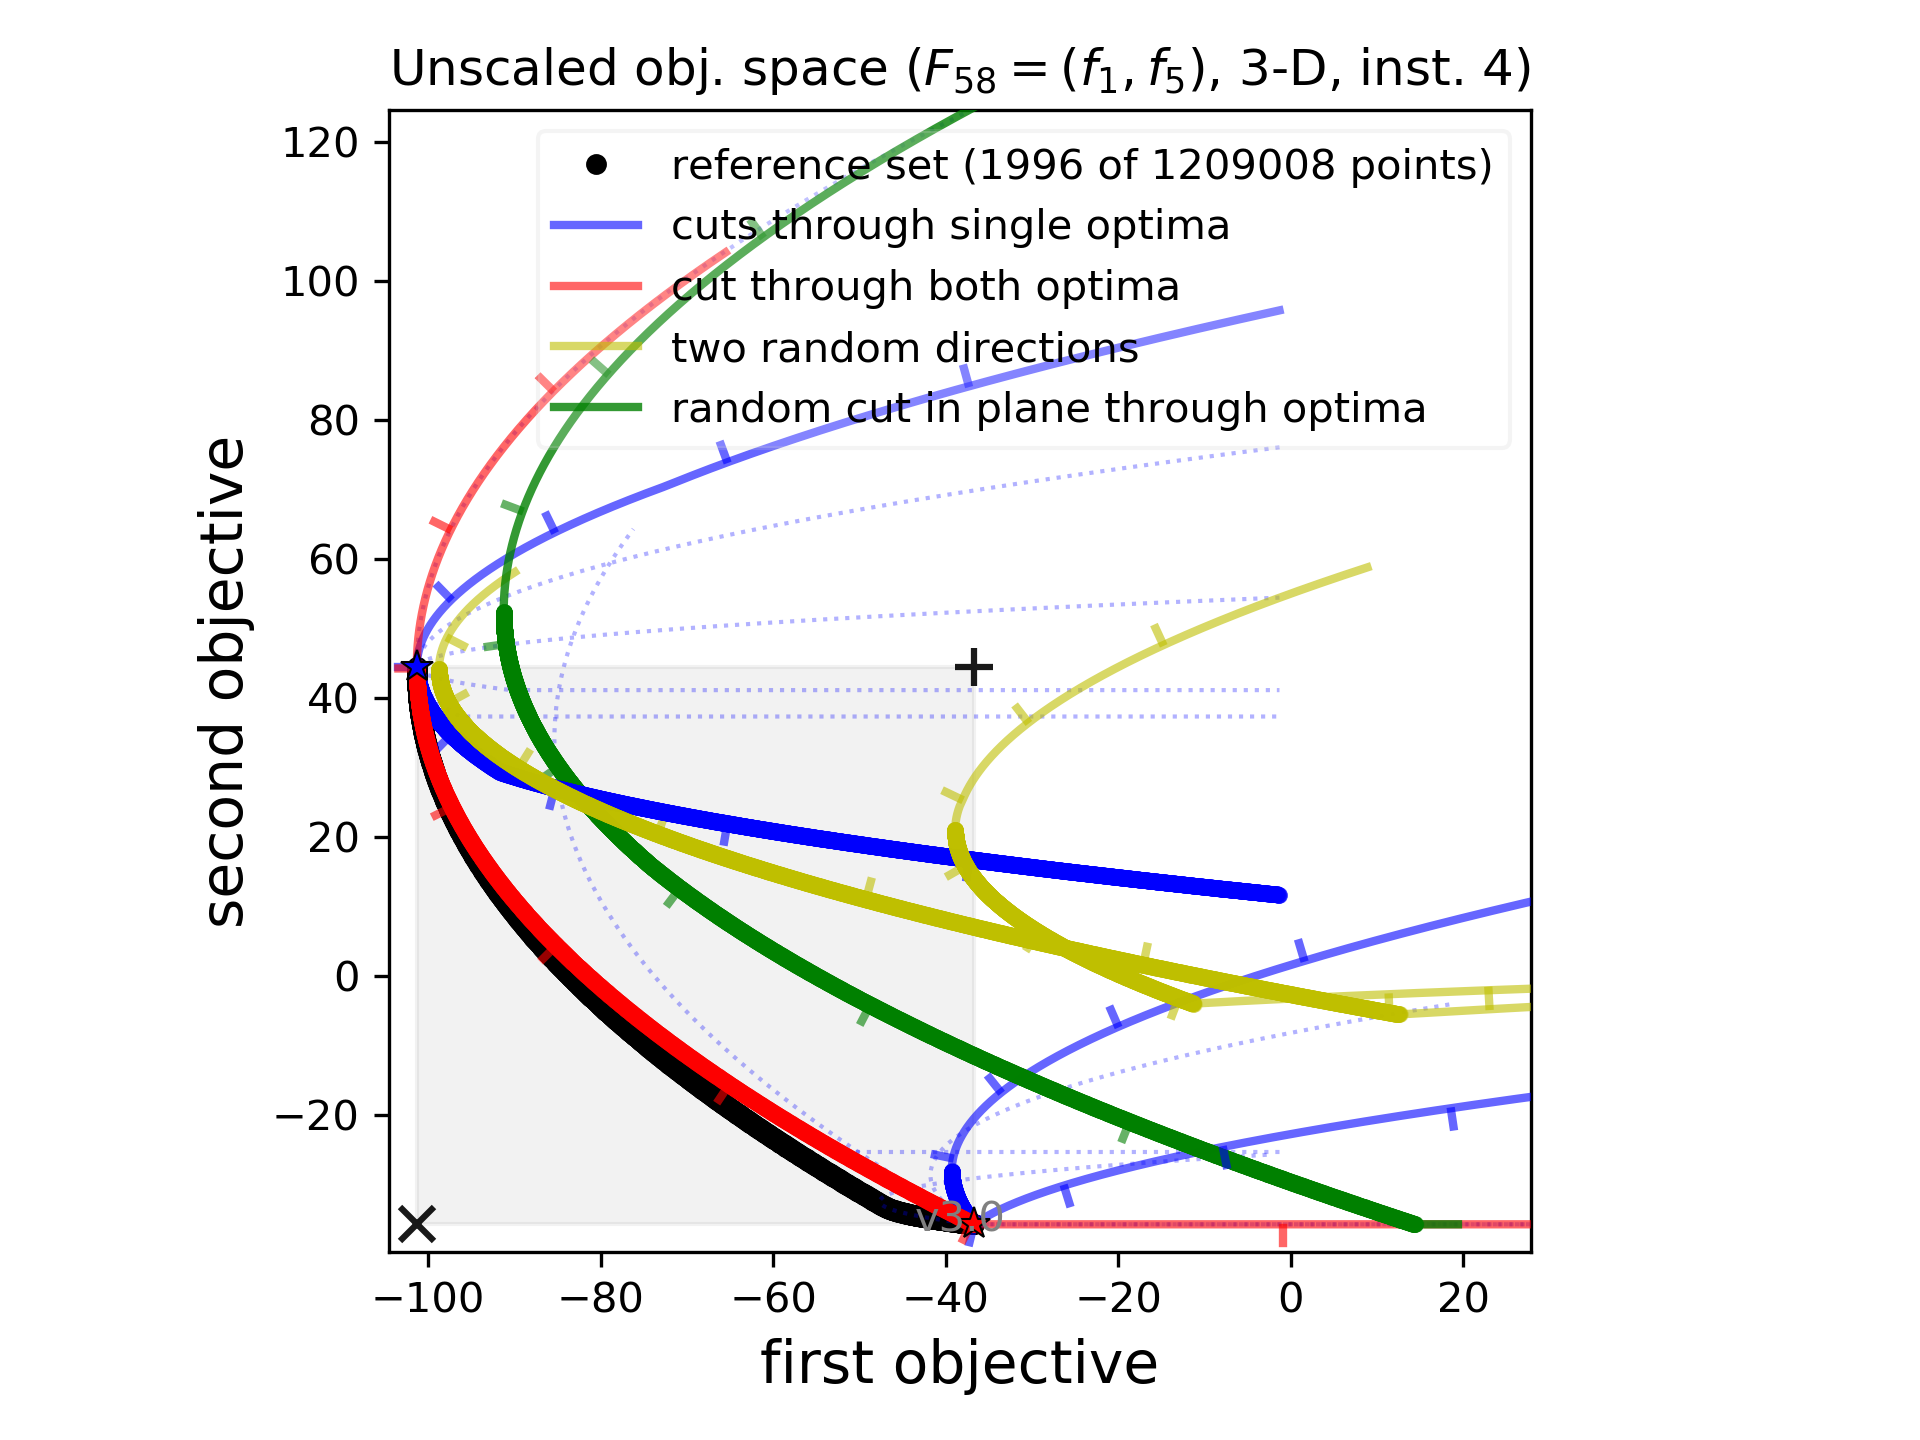 Unscaled obj. space (F58 = (f1, f5), 3-D, inst. 4)
reference set (1996 of 1209008 points)
cuts through single optima
cut through both optima
two random directions
random cut in plane through optima
120
100
80
60
40
20
0
−20
second objective
v3.0
−100 −80 −60 −40 −20 0 20
first objective